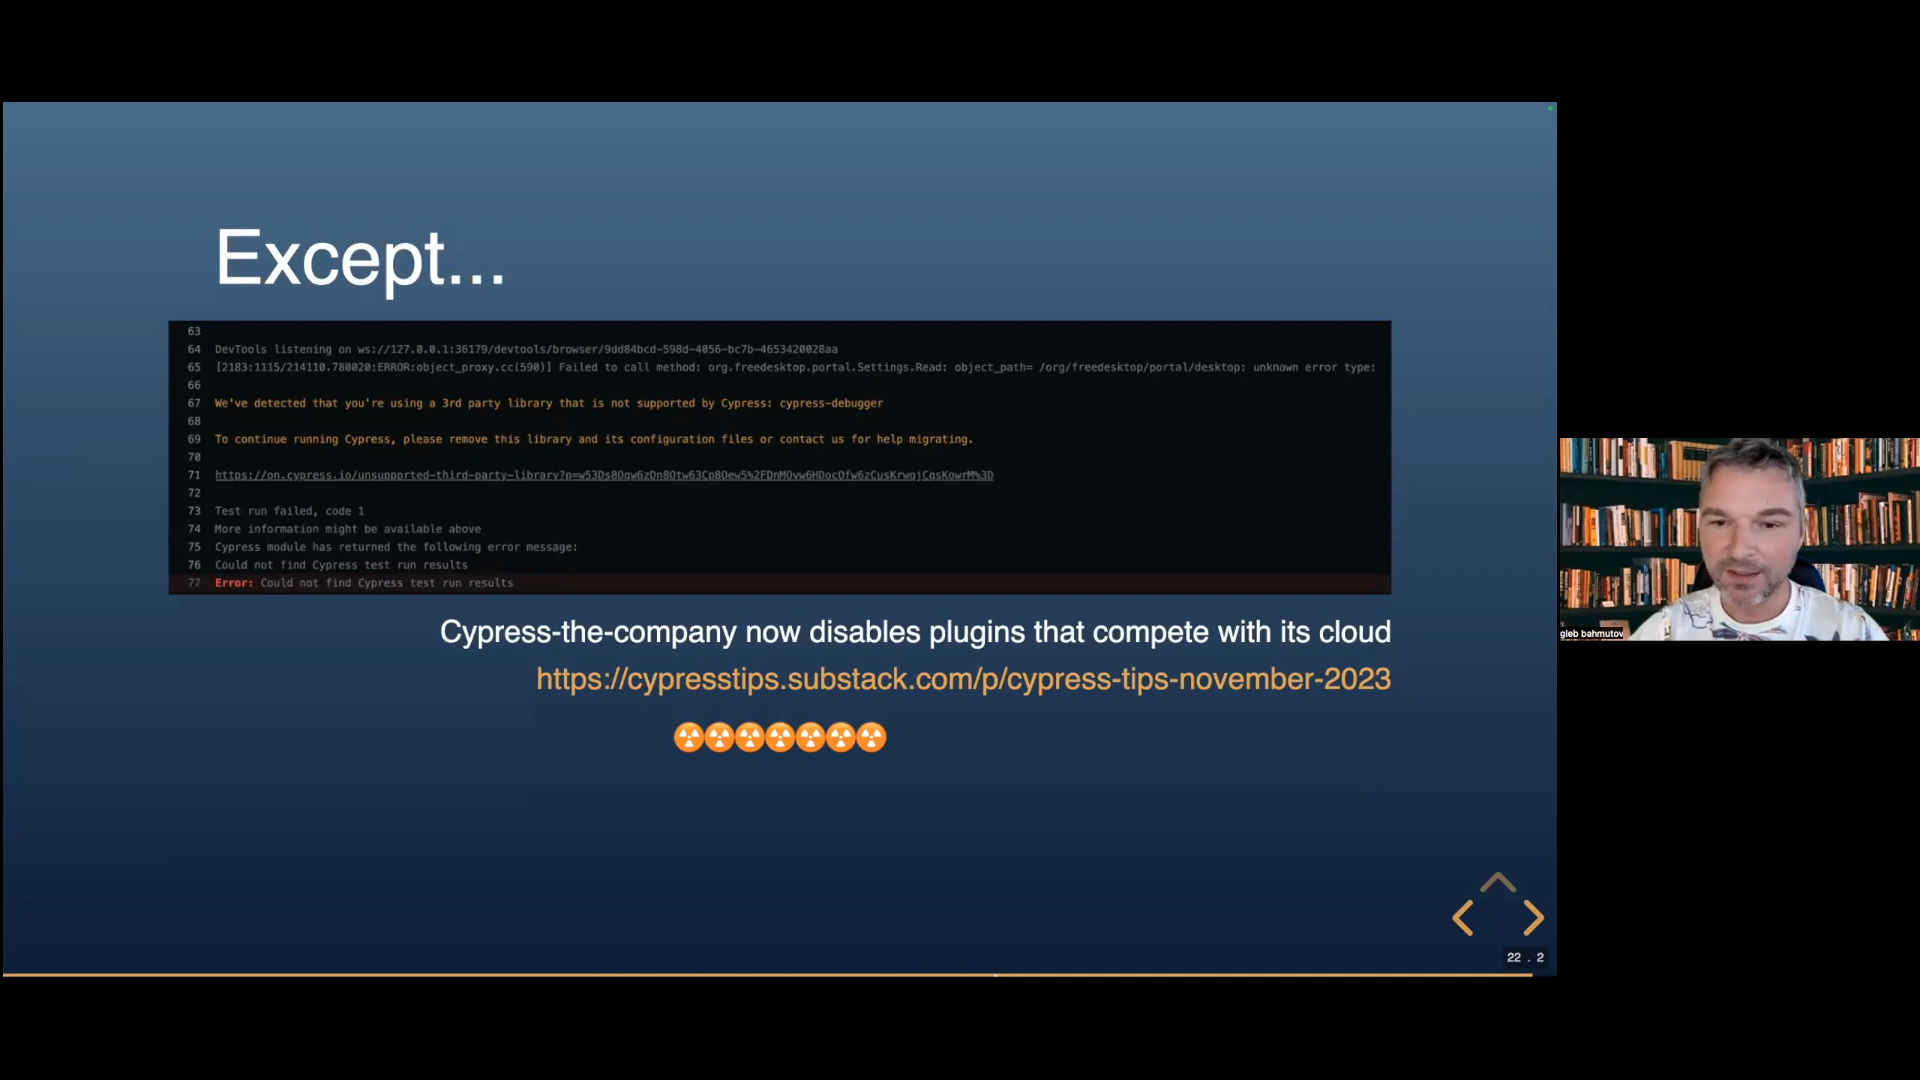 Except...
63
64 DevTools listening on ws://127.0.0.1:36179/devtools/browser/9dd84bcd-598d-4056-bc7b-4653420028aa
65 [2183:1115/214110.780020:ERROR:object_proxy.cc(590)] Failed to call method: org.freedesktop.portal.Settings.Read: object_path= /org/freedesktop/portal/desktop: unknown error type:
66
67 We've detected that you're using a 3rd party library that is not supported by Cypress: cypress-debugger
68
69 To continue running Cypress, please remove this library and its configuration files or contact us for help migrating.
70
71
72
73 Test run failed, code 1
74 More information might be available above
75 Cypress module has returned the following error message:
76 Could not find Cypress test run results
77 Error: Could not find Cypress test run results
Cypress-the-company now disables plugins that compete with its cloud
https://cypresstips.substack.com/p/cypress-tips-november-2023
gleb bahmutov
22 . 2